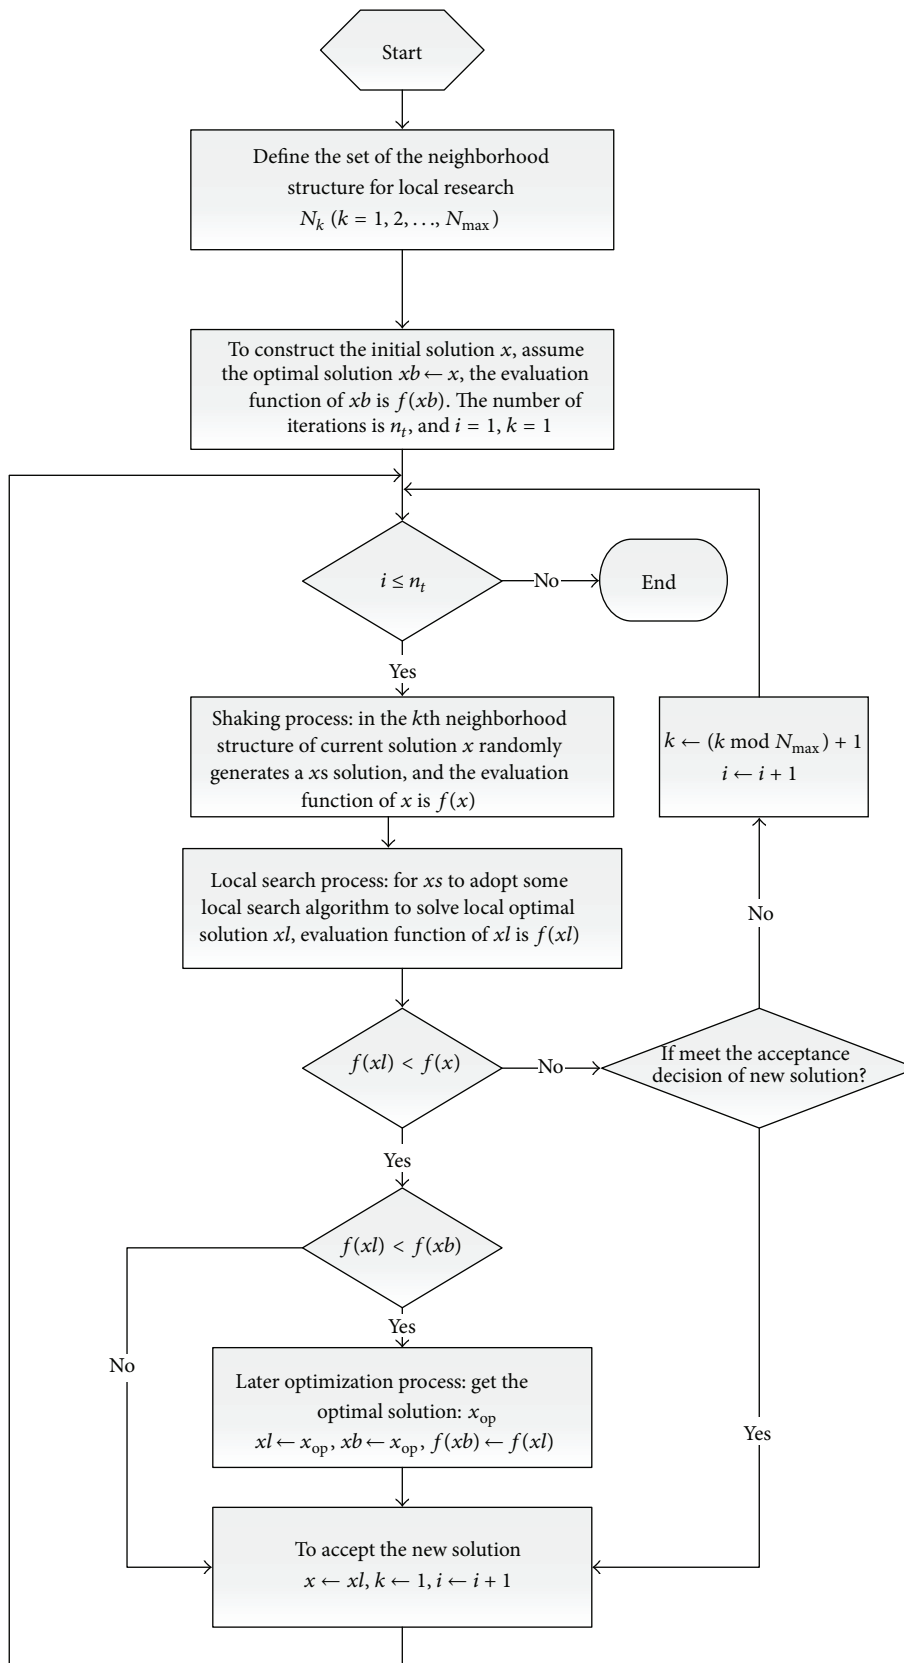 Start
Define the set of the neighborhood
structure for local research
N_k (k = 1, 2, …, N_max)
To construct the initial solution x, assume
the optimal solution xb ← x, the evaluation
function of xb is f(xb). The number of
iterations is n_t, and i = 1, k = 1
i ≤ n_t
No
End
Yes
Shaking process: in the kth neighborhood
structure of current solution x randomly
generates a xs solution, and the evaluation
function of x is f(x)
k ← (k mod N_max) + 1
i ← i + 1
Local search process: for xs to adopt some
local search algorithm to solve local optimal
solution xl, evaluation function of xl is f(xl)
No
f(xl) < f(x)
No
If meet the acceptance
decision of new solution?
Yes
f(xl) < f(xb)
Yes
No
Later optimization process: get the
optimal solution: x_op
xl ← x_op, xb ← x_op, f(xb) ← f(xl)
Yes
To accept the new solution
x ← xl, k ← 1, i ← i + 1